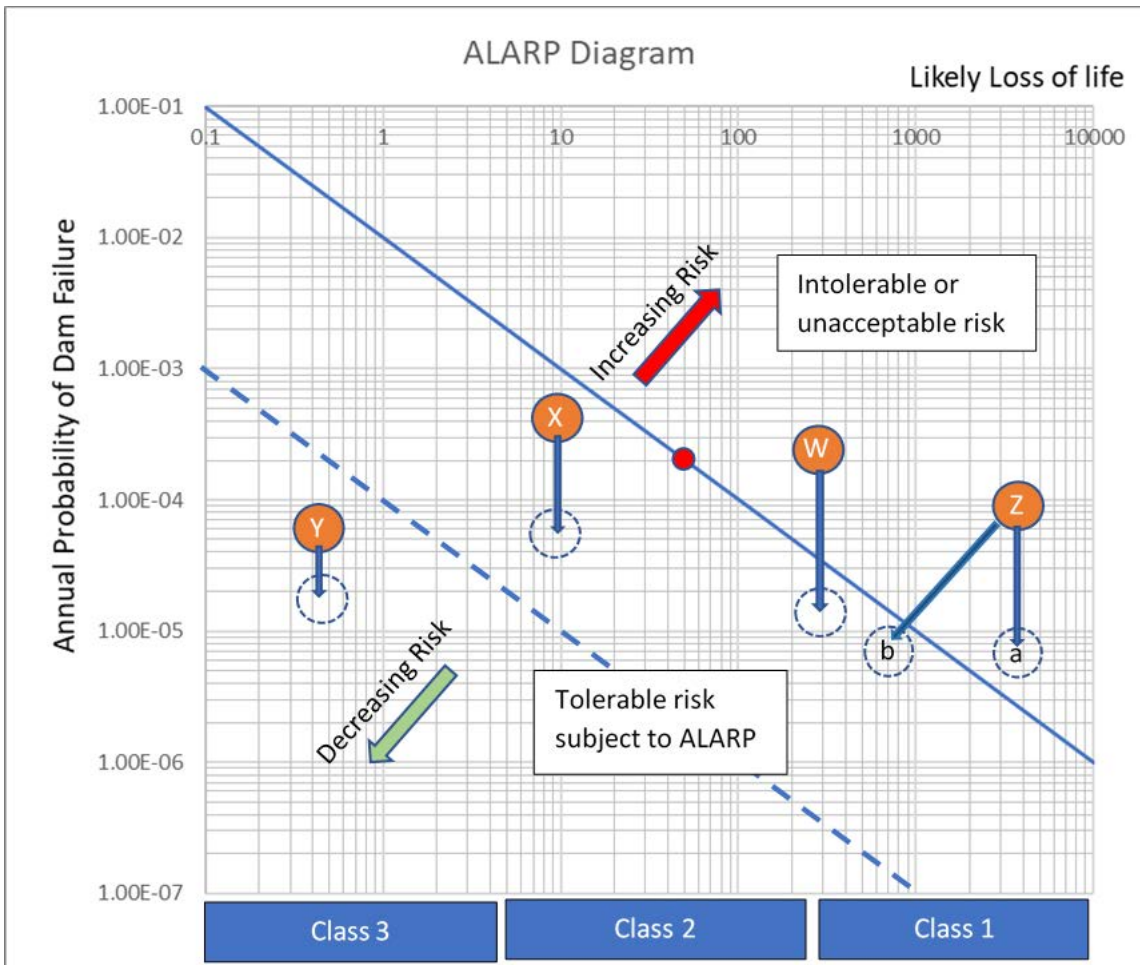 ALARP Diagram
Likely Loss of life
1.00E-01
0.1
1
10
100
1000
10000
1.00E-02
Increasing Risk
Intolerable or
unacceptable risk
1.00E-03
X
W
Z
1.00E-04
Y
1.00E-05
b
a
Decreasing Risk
Tolerable risk
subject to ALARP
1.00E-06
1.00E-07
Annual Probability of Dam Failure
Class 3
Class 2
Class 1